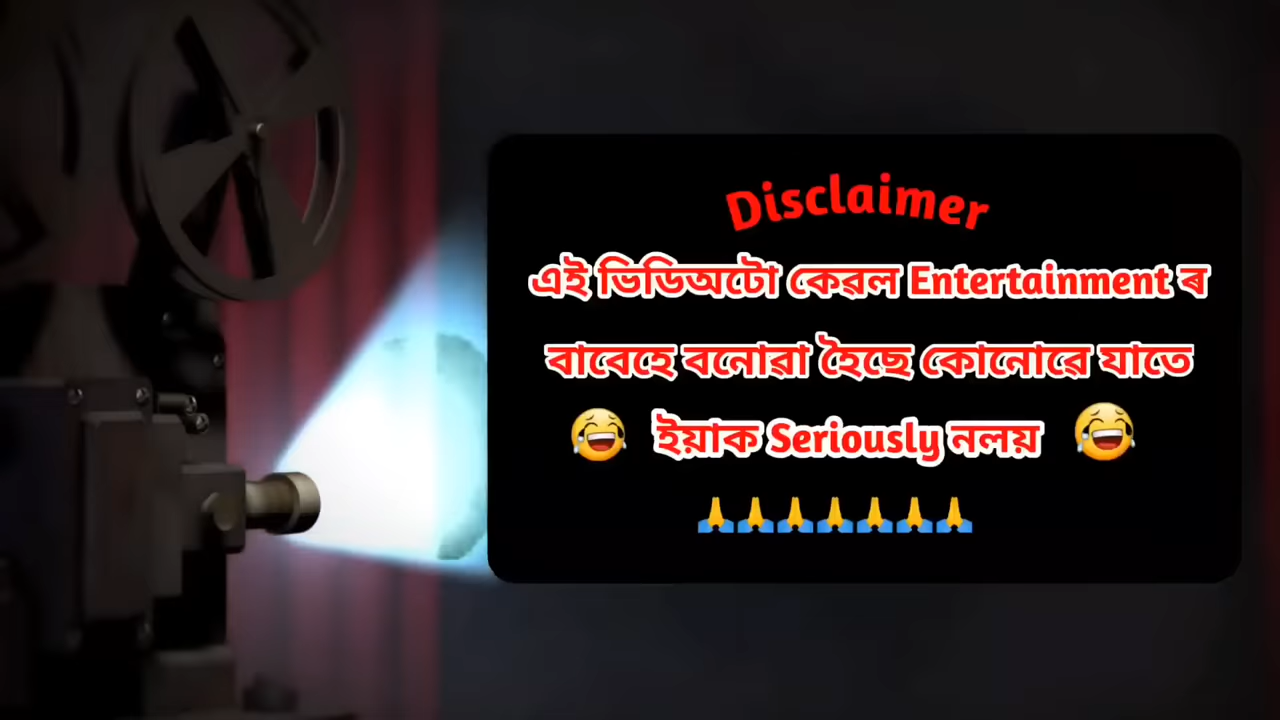 Disclaimer
এই ভিডিঅটো কেৱল Entertainment ৰ
বাবেহে বনোৱা হৈছে কোনোৱে যাতে
😂 ইয়াক Seriously নলয় 😂
🙏🙏🙏🙏🙏🙏🙏